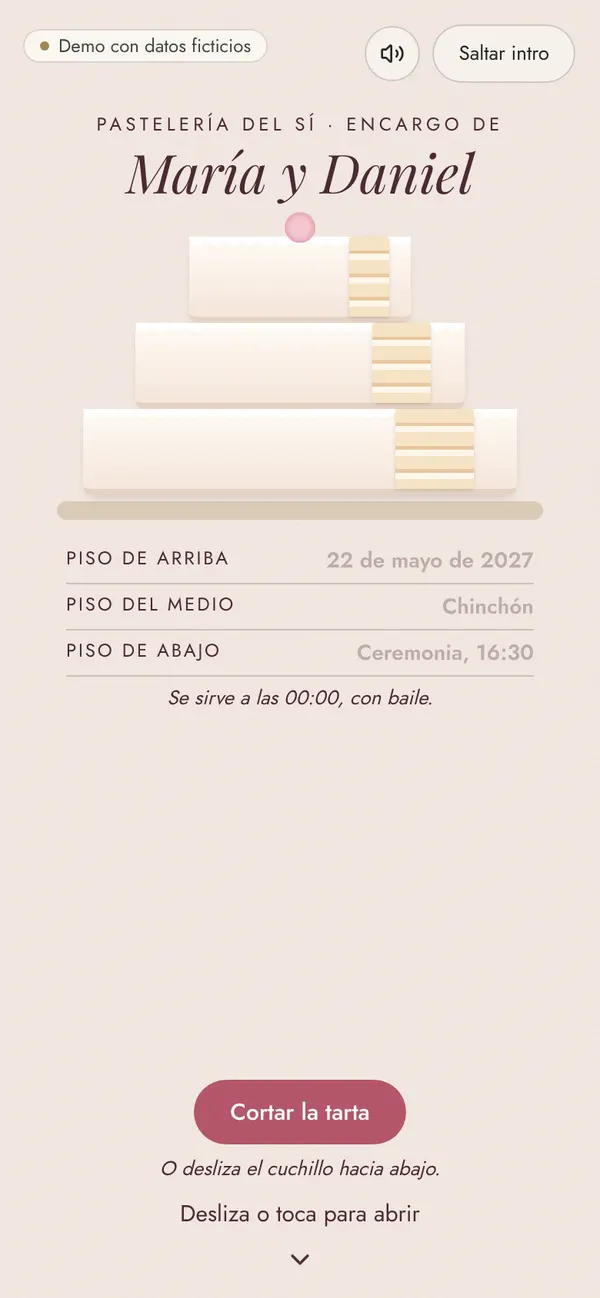 Demo con datos ficticios
Saltar intro
PASTELERÍA DEL SÍ · ENCARGO DE
María y Daniel
PISO DE ARRIBA 22 de mayo de 2027
PISO DEL MEDIO Chinchón
PISO DE ABAJO Ceremonia, 16:30
Se sirve a las 00:00, con baile.
Cortar la tarta
O desliza el cuchillo hacia abajo.
Desliza o toca para abrir